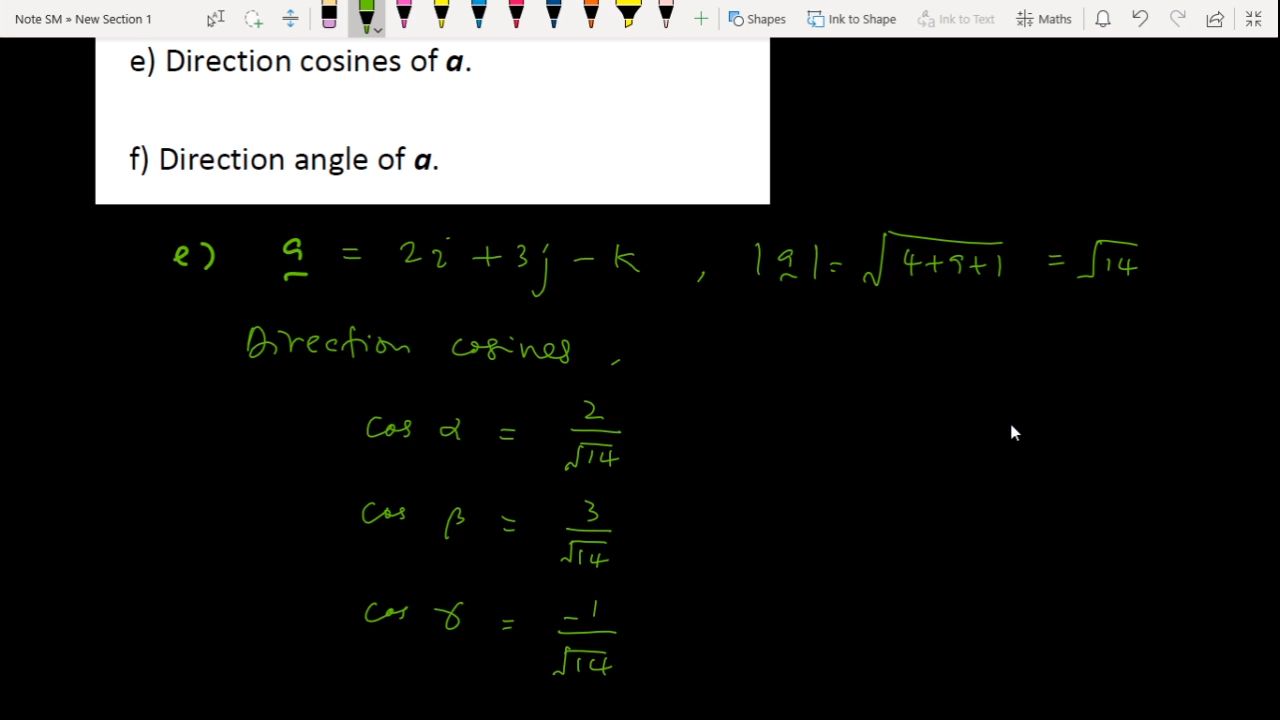 Note SM » New Section 1
Shapes
Ink to Shape
Ink to Text
Maths
e) Direction cosines of a.
f) Direction angle of a.
e) a = 2i + 3j - k , |a| = √4+9+1 = √14
Direction cosines,
cos α = 2/√14
cos β = 3/√14
cos γ = -1/√14